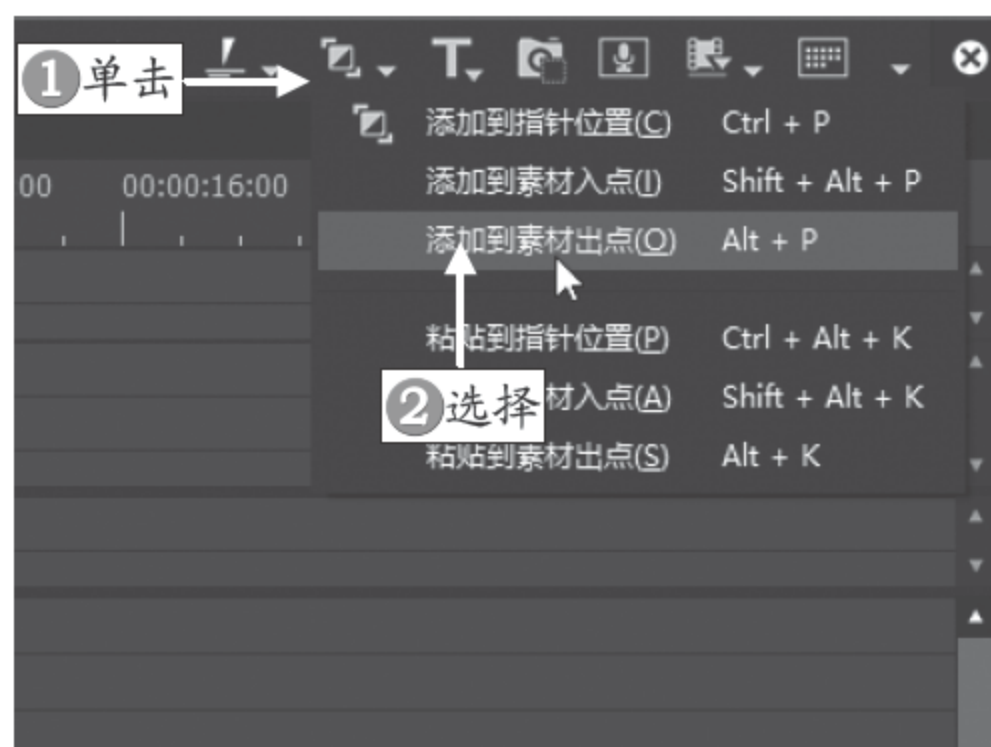 1 单击
T
添加到指针位置(C) Ctrl + P
00 00:00:16:00
添加到素材入点(I) Shift + Alt + P
添加到素材出点(O) Alt + P
粘贴到指针位置(P) Ctrl + Alt + K
2 选择
材入点(A) Shift + Alt + K
粘贴到素材出点(S) Alt + K